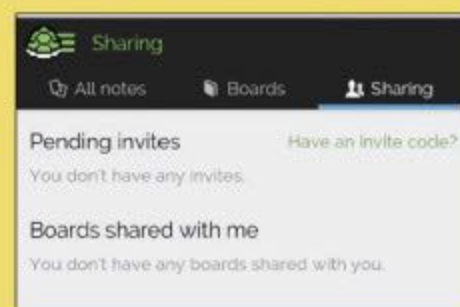 Sharing
All notes
Boards
Sharing
Pending invites
Have an invite code?
You don't have any invites.
Boards shared with me
You don't have any boards shared with you.